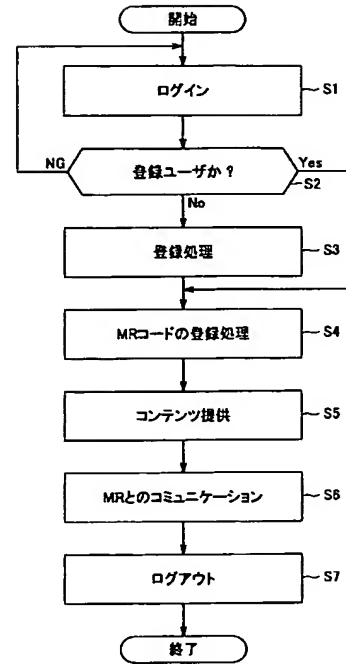 開始
ログイン
S1
NG
登録ユーザか？
Yes
S2
No
登録処理
S3
MRコードの登録処理
S4
コンテンツ提供
S5
MRとのコミュニケーション
S6
ログアウト
S7
終了